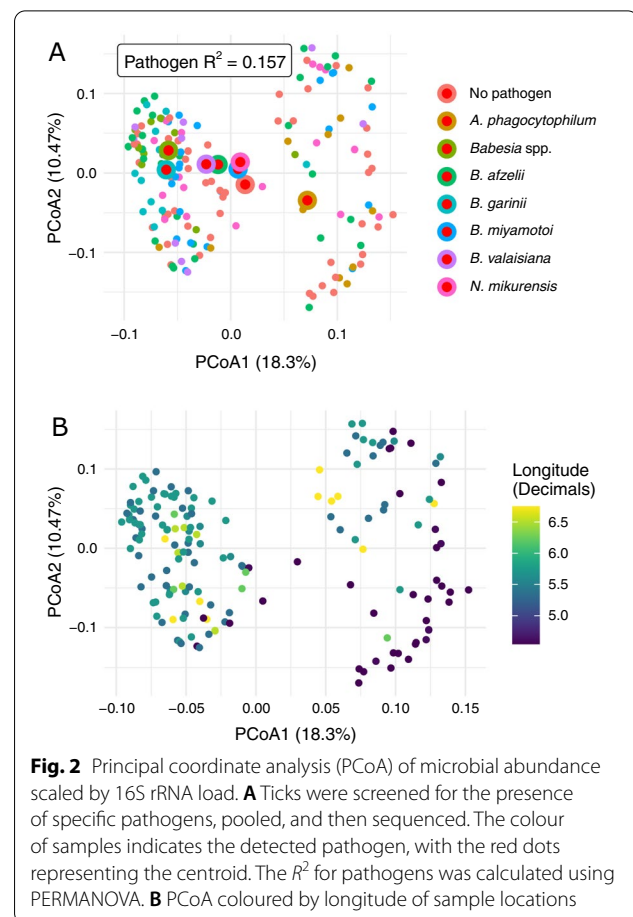 A
Pathogen R² = 0.157
PCoA2 (10.47%)
0.1
0.0
−0.1
−0.1
0.0
0.1
PCoA1 (18.3%)
No pathogen
A. phagocytophilum
Babesia spp.
B. afzelii
B. garinii
B. miyamotoi
B. valaisiana
N. mikurensis
B
PCoA2 (10.47%)
0.1
0.0
−0.1
−0.10
−0.05
0.00
0.05
0.10
0.15
PCoA1 (18.3%)
Longitude
(Decimals)
6.5
6.0
5.5
5.0
Fig. 2 Principal coordinate analysis (PCoA) of microbial abundance
scaled by 16S rRNA load. A Ticks were screened for the presence
of specific pathogens, pooled, and then sequenced. The colour
of samples indicates the detected pathogen, with the red dots
representing the centroid. The R² for pathogens was calculated using
PERMANOVA. B PCoA coloured by longitude of sample locations